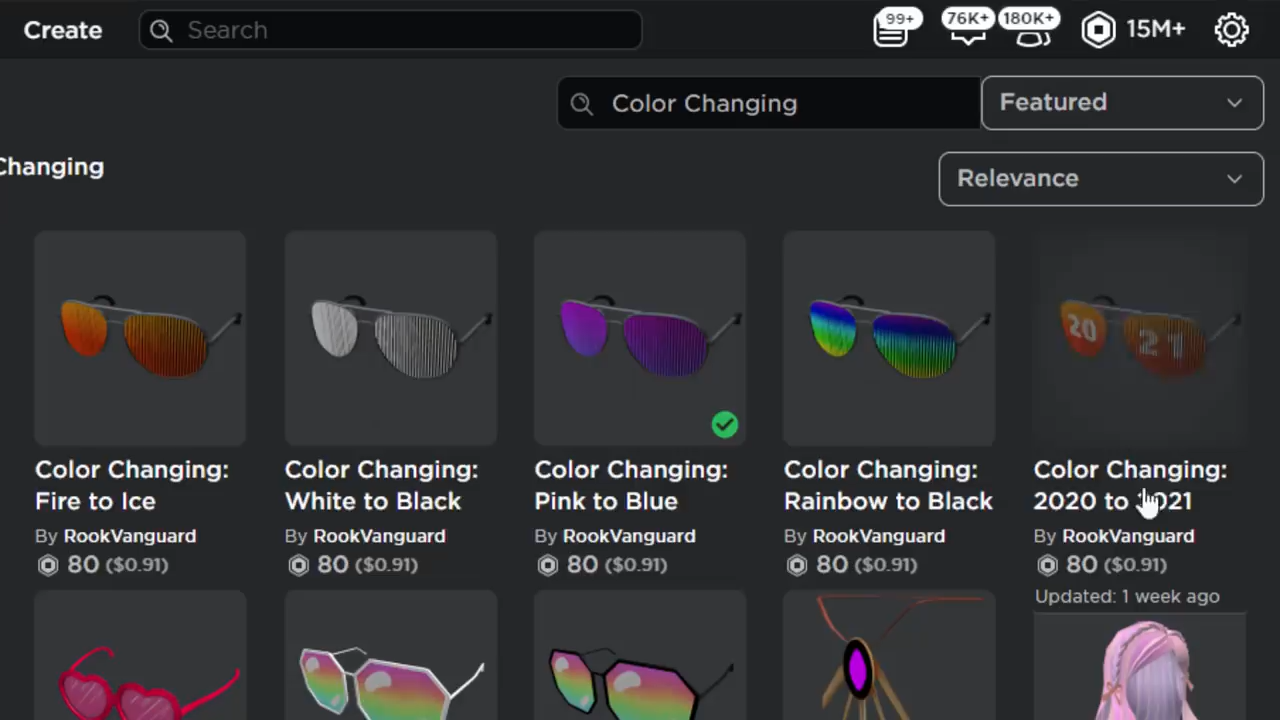 Create
Search
99+
76K+
180K+
15M+
Color Changing
Featured
Changing
Relevance
20 21
Color Changing:
Fire to Ice
By RookVanguard
80 ($0.91)
Color Changing:
White to Black
By RookVanguard
80 ($0.91)
Color Changing:
Pink to Blue
By RookVanguard
80 ($0.91)
Color Changing:
Rainbow to Black
By RookVanguard
80 ($0.91)
Color Changing:
2020 to 2021
By RookVanguard
80 ($0.91)
Updated: 1 week ago